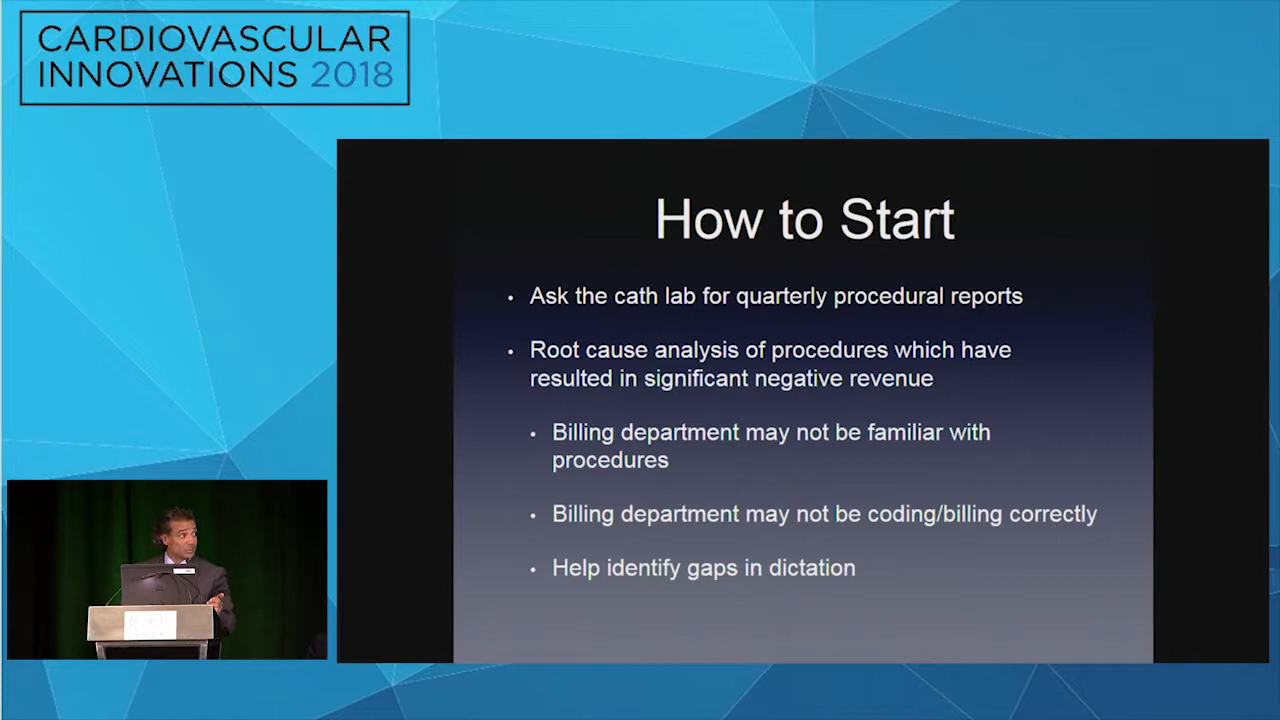 CARDIOVASCULAR
INNOVATIONS 2018
How to Start
• Ask the cath lab for quarterly procedural reports
• Root cause analysis of procedures which have
resulted in significant negative revenue
• Billing department may not be familiar with
procedures
• Billing department may not be coding/billing correctly
• Help identify gaps in dictation